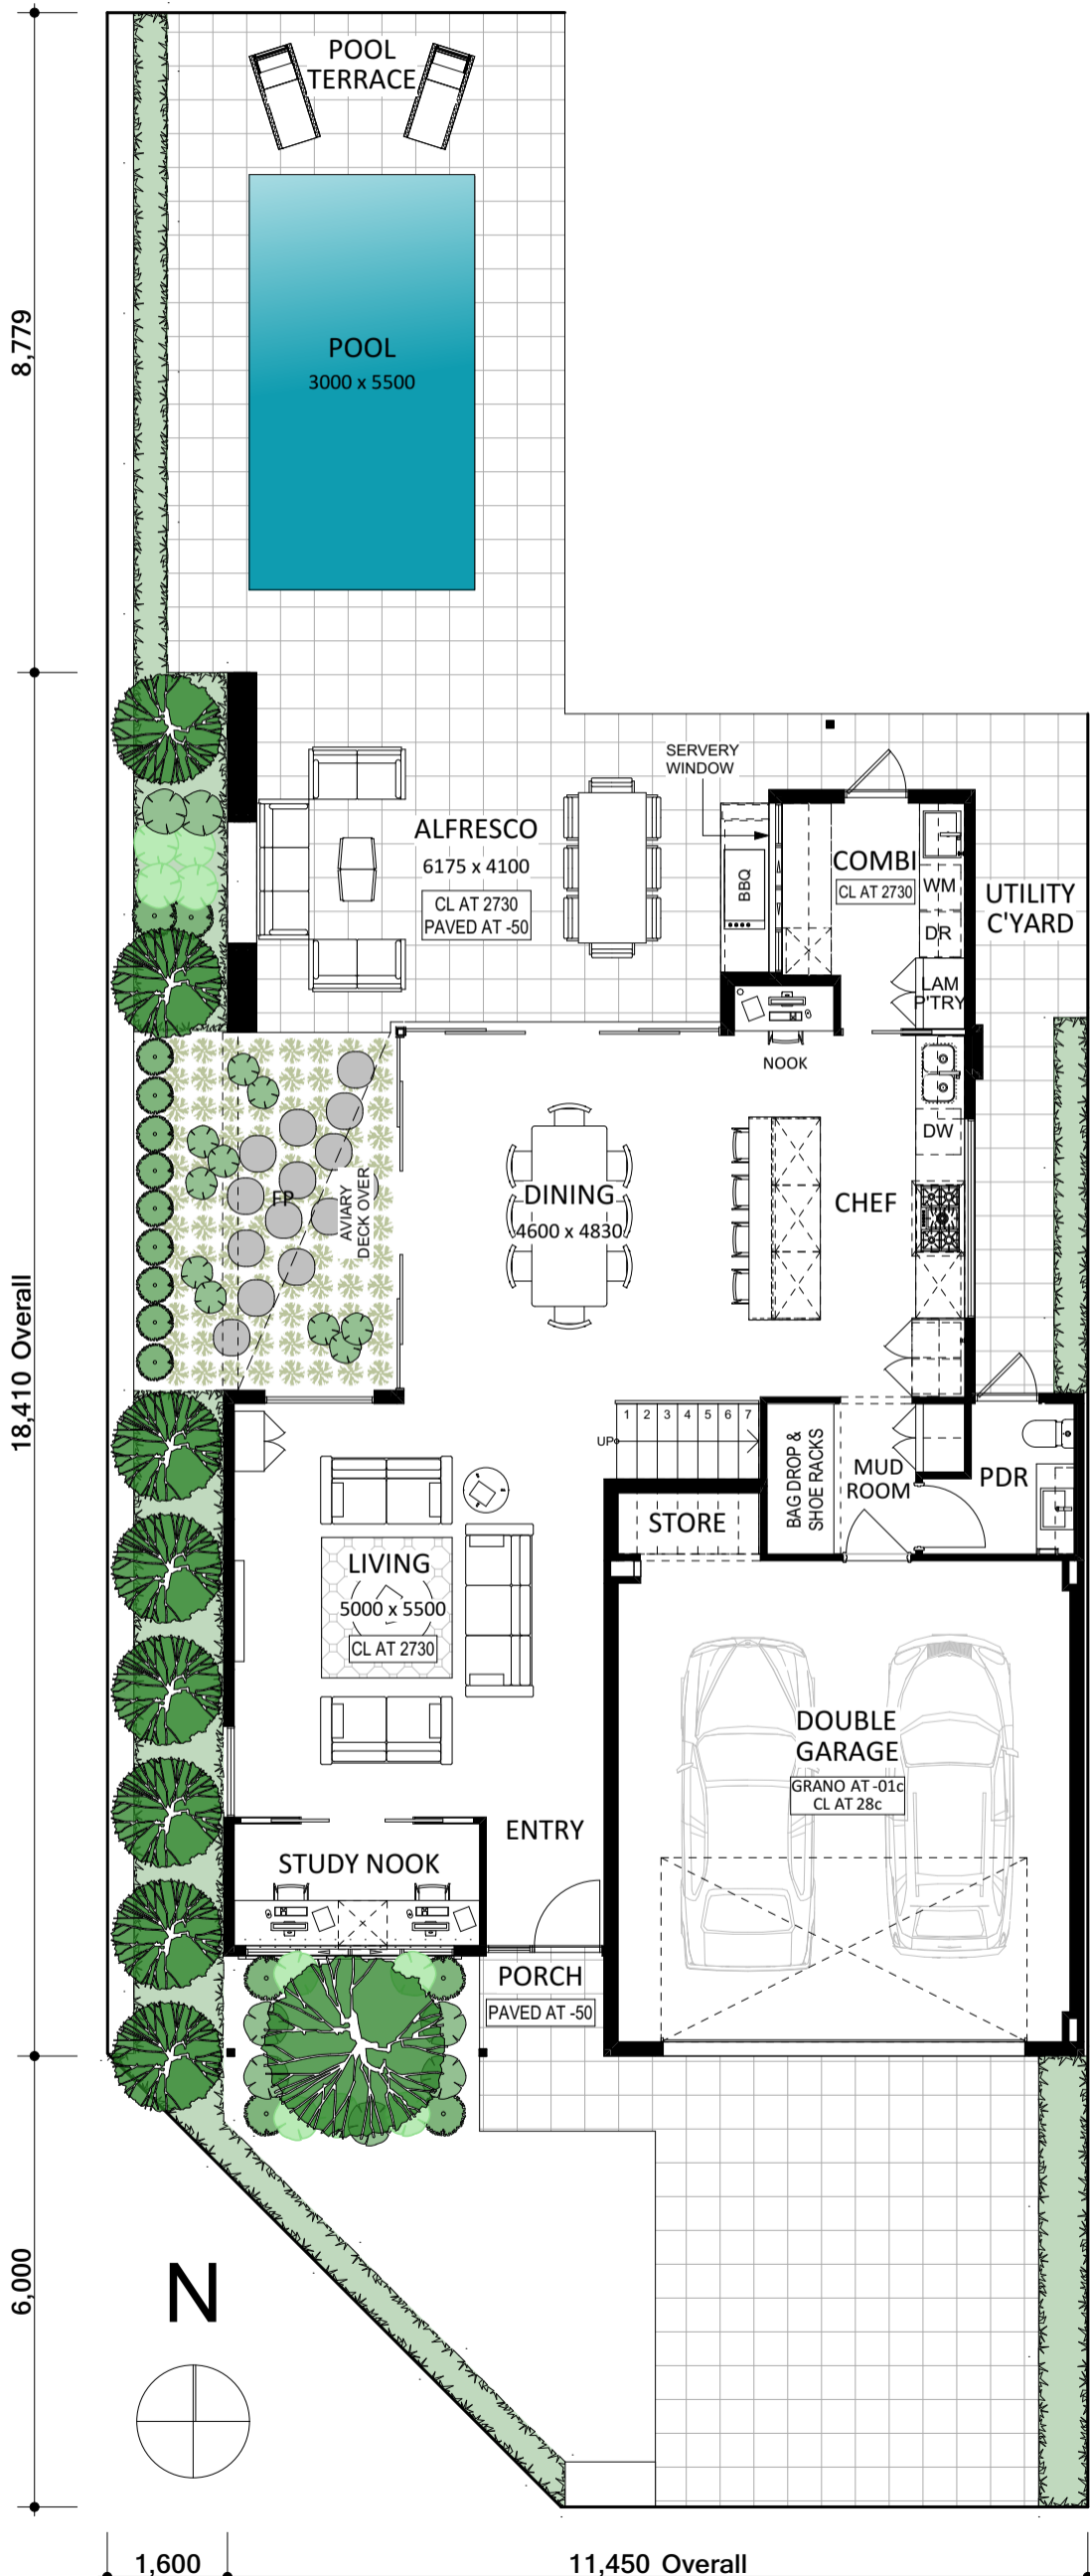 POOL
TERRACE
8,779
POOL
3000 x 5500
SERVERY
WINDOW
ALFRESCO
6175 x 4100
CL AT 2730
PAVED AT -50
BBQ
COMBI
CL AT 2730
WM
DR
LAM
P'TRY
UTILITY
C'YARD
NOOK
DW
FP
AVIARY
DECK OVER
DINING
4600 x 4830
CHEF
18,410 Overall
UP
1 2 3 4 5 6 7
BAG DROP &
SHOE RACKS
MUD
ROOM
PDR
STORE
LIVING
5000 x 5500
CL AT 2730
DOUBLE
GARAGE
GRANO AT -01c
CL AT 28c
ENTRY
STUDY NOOK
PORCH
PAVED AT -50
6,000
N
1,600
11,450 Overall